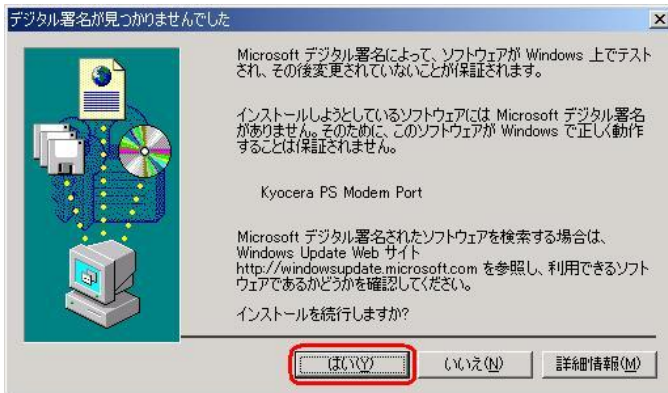 デジタル署名が見つかりませんでした
Microsoft デジタル署名によって、ソフトウェアが Windows 上でテスト
され、その後変更されていないことが保証されます。
インストールしようとしているソフトウェアには Microsoft デジタル署名
がありません。そのために、このソフトウェアが Windows で正しく動作
することは保証されません。
Kyocera PS Modem Port
Microsoft デジタル署名されたソフトウェアを検索する場合は、
Windows Update Web サイト
http://windowsupdate.microsoft.com を参照し、利用できるソフト
ウェアであるかどうかを確認してください。
インストールを続行しますか?
はい(Y) いいえ(N) 詳細情報(M)